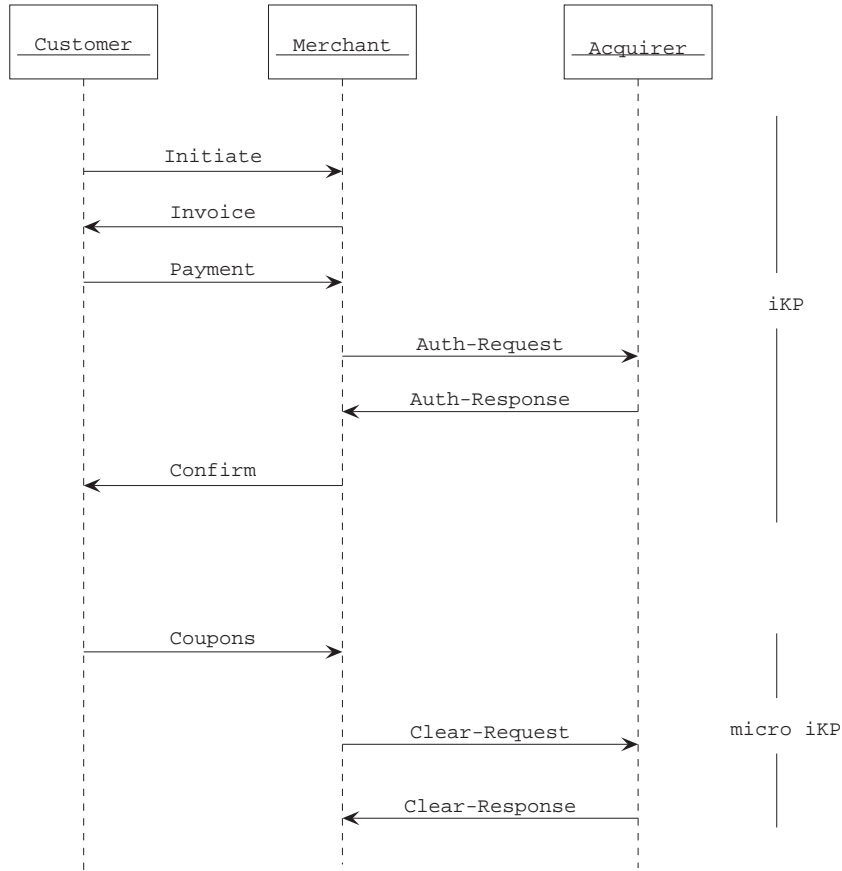 Customer
Merchant
Acquirer
Initiate
Invoice
Payment
iKP
Auth-Request
Auth-Response
Confirm
Coupons
micro iKP
Clear-Request
Clear-Response